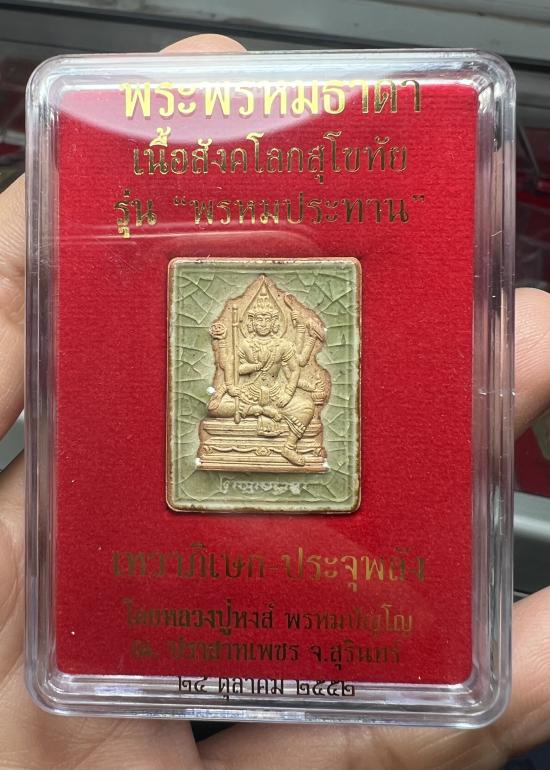 พระพรหมธาดา
เนื้อสังคโลกสุโขทัย
รุ่น “พรหมประทาน”
เทวาภิเษก-ประจุพลัง
โดยหลวงปู่หงส์ พรหมปัญโญ
ณ. ปราสาทเพชร จ.สุรินทร์
๒๔ ตุลาคม ๒๕๕๒